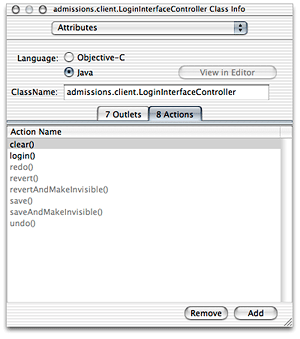 admissions.client.LoginInterfaceController Class Info
Attributes
Language: Objective-C
Java View in Editor
ClassName: admissions.client.LoginInterfaceController
7 Outlets 8 Actions
Action Name
clear()
login()
redo()
revert()
revertAndMakeInvisible()
save()
saveAndMakeInvisible()
undo()
Remove Add